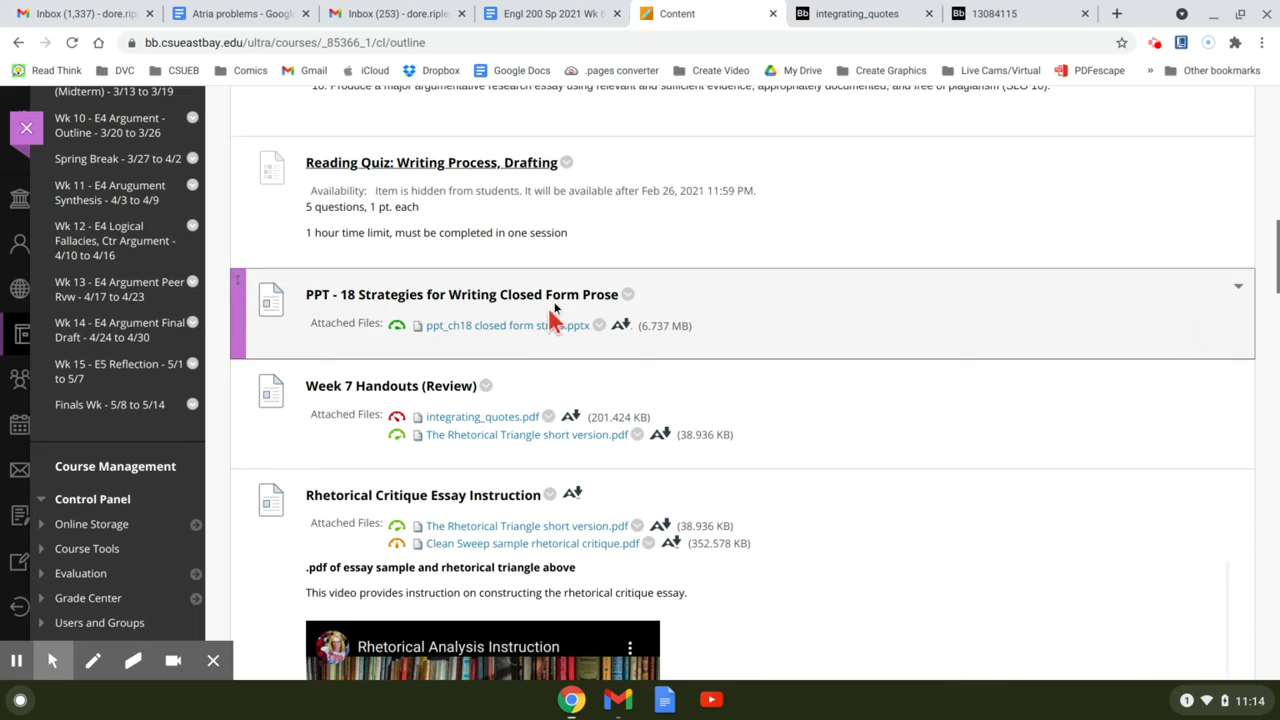 Inbox (1,337) - dore.ripl
Atria problems - Google
Inbox (253) - dore.riple
Engl 200 Sp 2021 Wk 6
Content
Bb integrating_quotes
Bb 13084115
bb.csueastbay.edu/ultra/courses/_85366_1/cl/outline
Read Think
DVC
CSUEB
Comics
Gmail
iCloud
Dropbox
Google Docs
.pages converter
Create Video
My Drive
Create Graphics
Live Cams/Virtual
PDFescape
»
Other bookmarks
(Midterm) - 3/13 to 3/19
Wk 10 - E4 Argument -
Outline - 3/20 to 3/26
Spring Break - 3/27 to 4/2
Wk 11 - E4 Arugument
Synthesis - 4/3 to 4/9
Wk 12 - E4 Logical
Fallacies, Ctr Argument -
4/10 to 4/16
Wk 13 - E4 Argument Peer
Rvw - 4/17 to 4/23
Wk 14 - E4 Argument Final
Draft - 4/24 to 4/30
Wk 15 - E5 Reflection - 5/1
to 5/7
Finals Wk - 5/8 to 5/14
Course Management
Control Panel
Online Storage
Course Tools
Evaluation
Grade Center
Users and Groups
10. Produce a major argumentative research essay using relevant and sufficient evidence, appropriately documented, and free of plagiarism (SLO 10).
Reading Quiz: Writing Process, Drafting
Availability: Item is hidden from students. It will be available after Feb 26, 2021 11:59 PM.
5 questions, 1 pt. each
1 hour time limit, must be completed in one session
PPT - 18 Strategies for Writing Closed Form Prose
Attached Files: ppt_ch18 closed form .pptx (6.737 MB)
Week 7 Handouts (Review)
Attached Files: integrating_quotes.pdf (201.424 KB)
The Rhetorical Triangle short version.pdf (38.936 KB)
Rhetorical Critique Essay Instruction
Attached Files: The Rhetorical Triangle short version.pdf (38.936 KB)
Clean Sweep sample rhetorical critique.pdf (352.578 KB)
.pdf of essay sample and rhetorical triangle above
This video provides instruction on constructing the rhetorical critique essay.
Rhetorical Analysis Instruction
1
11:14